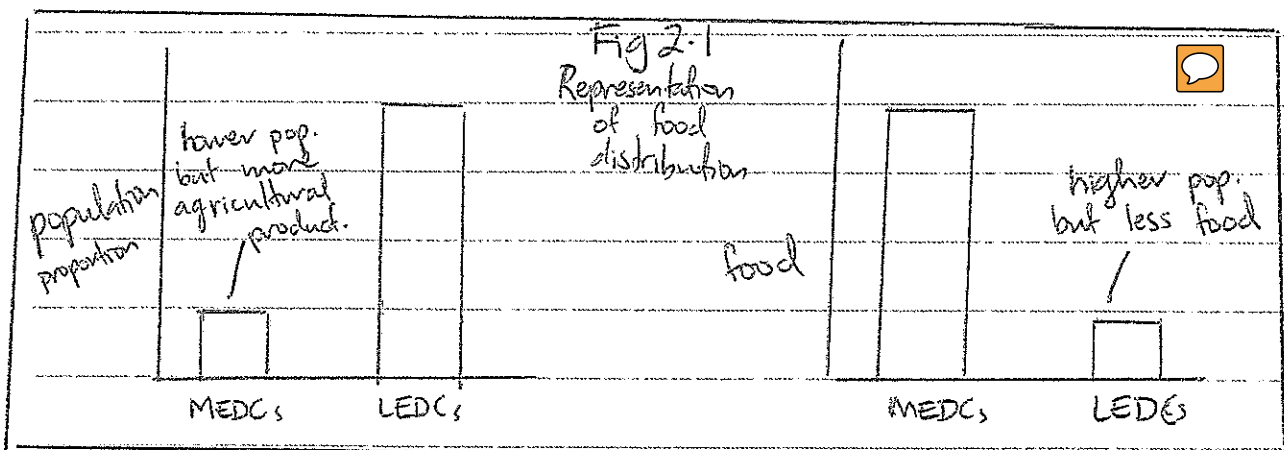 Fig 2.1
Representation
of food
distribution
lower pop.
but more
agricultural
product.
population
proportion
MEDCs
LEDCs
food
higher pop.
but less food
MEDCs
LEDCs